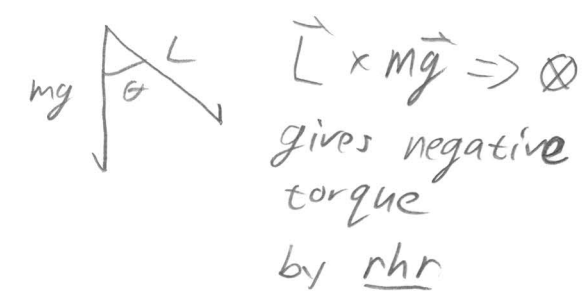 mg
θ
L
L⃗ × mg⃗ ⇒ ⊗
gives negative
torque
by rhr